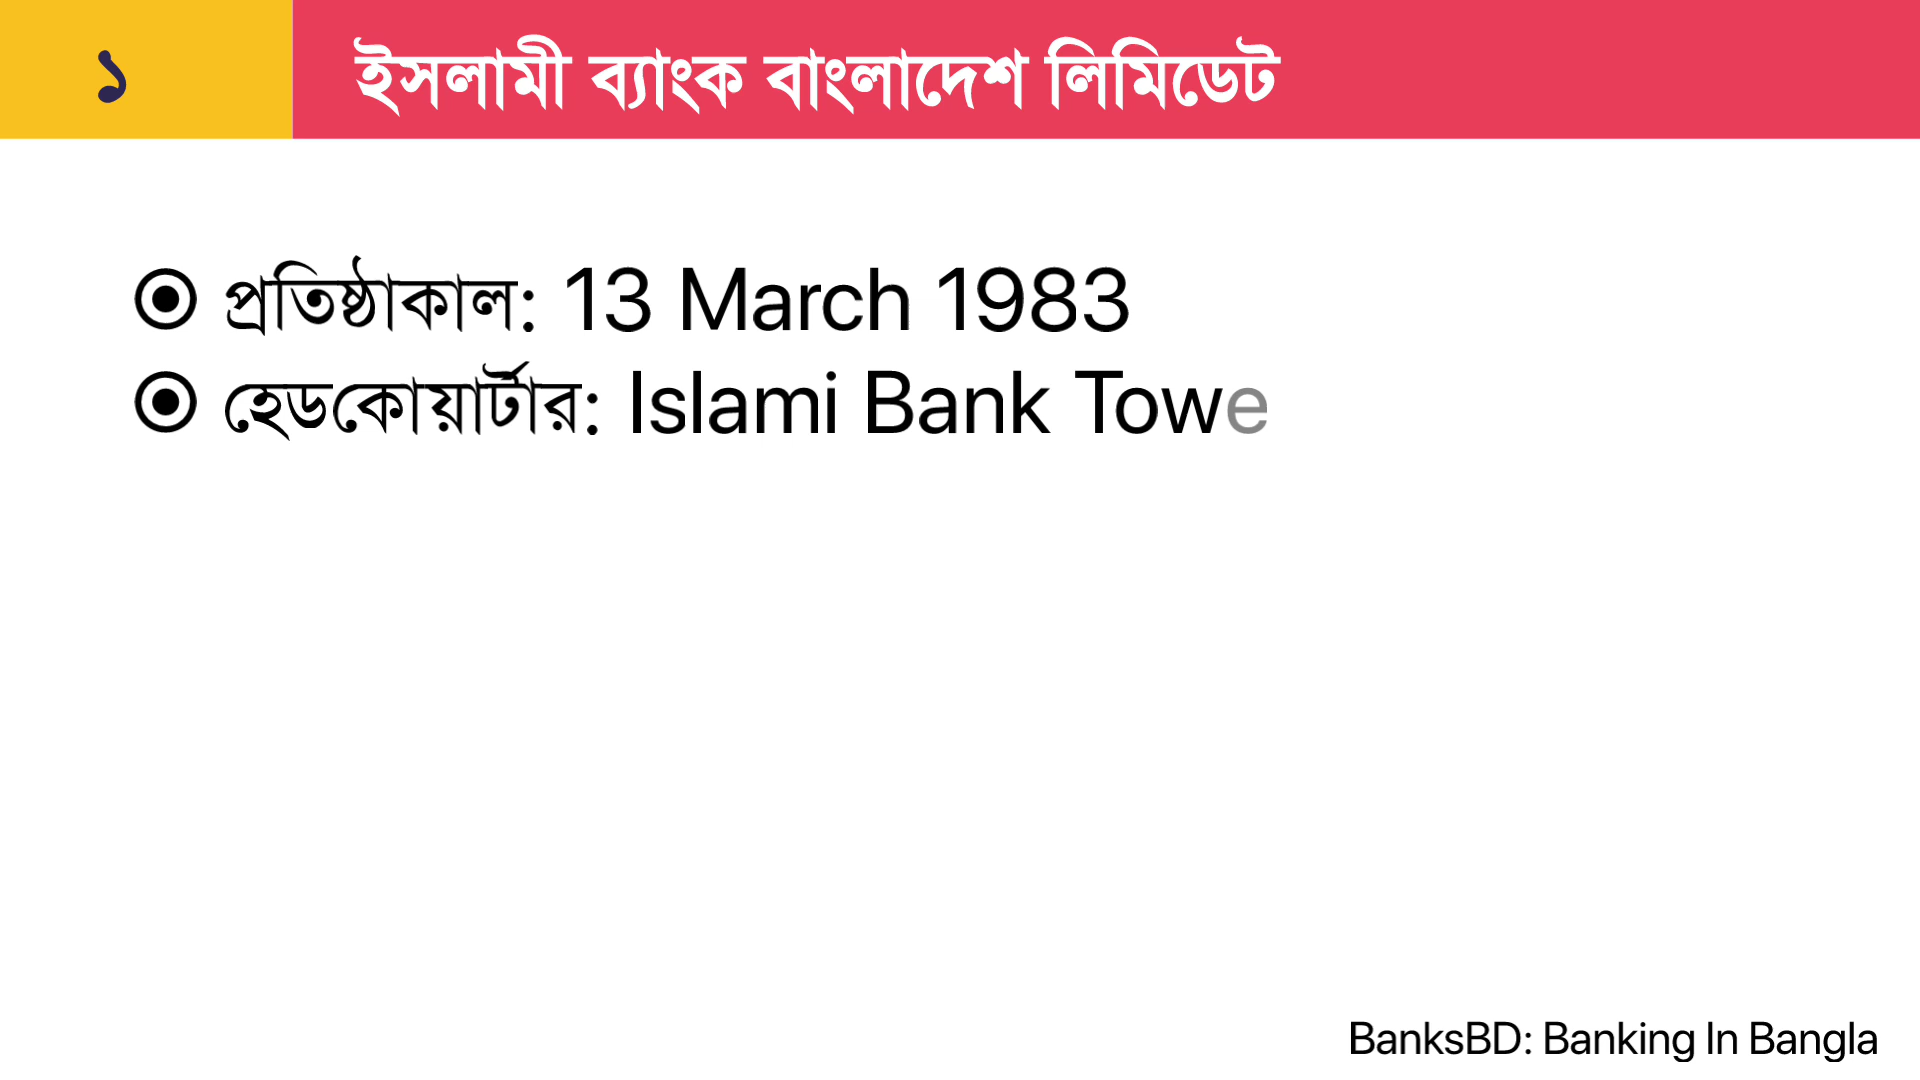 ১
ইসলামী ব্যাংক বাংলাদেশ লিমিডেট
প্রতিষ্ঠাকাল: 13 March 1983
হেডকোয়ার্টার: Islami Bank Towe
BanksBD: Banking In Bangla